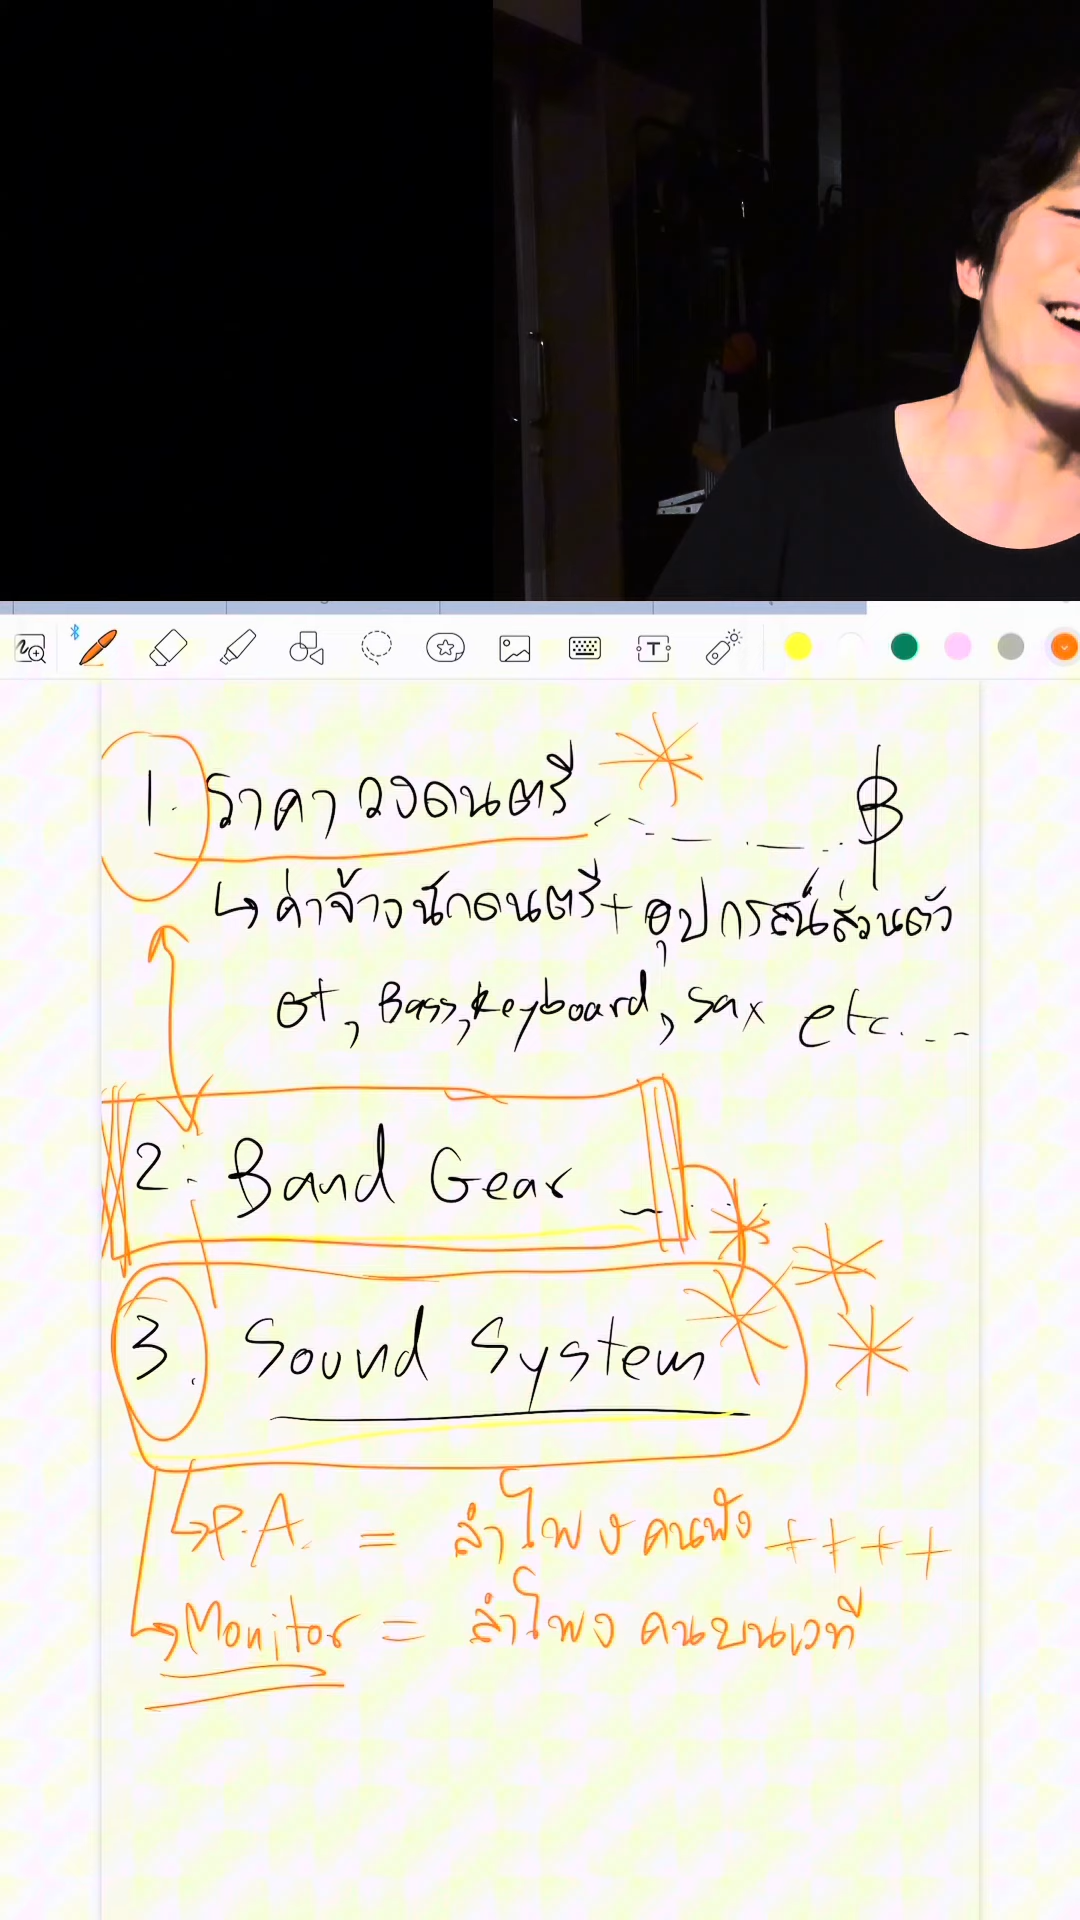 1. ราคา วงดนตรี ........ ฿
↳ ค่าจ้างนักดนตรี + อุปกรณ์ส่วนตัว
Gt, Bass, Keyboard, Sax etc...
2. Band Gear
3. Sound System
↳ P.A. = ลำโพง คนฟัง ++++
↳ Monitor = ลำโพง คนบนเวที